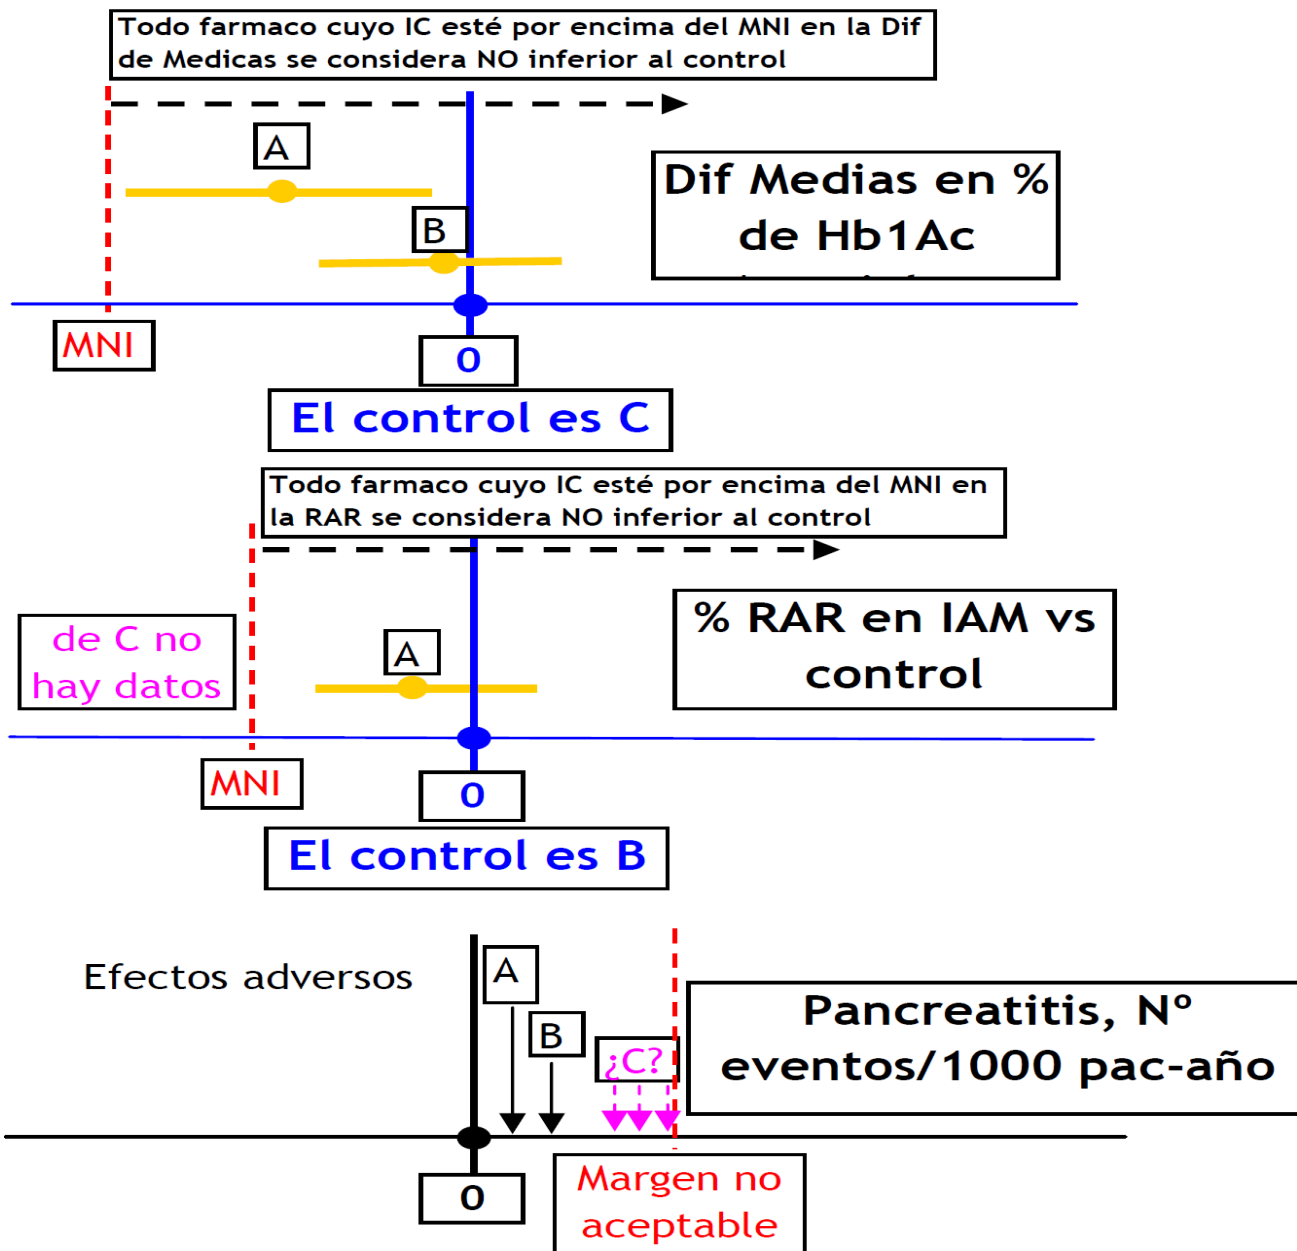 Todo farmaco cuyo IC esté por encima del MNI en la Dif
de Medicas se considera NO inferior al control
A
B
Dif Medias en %
de Hb1Ac
MNI
0
El control es C
Todo farmaco cuyo IC esté por encima del MNI en
la RAR se considera NO inferior al control
de C no
hay datos
A
% RAR en IAM vs
control
MNI
0
El control es B
Efectos adversos
A
B
¿C?
Pancreatitis, Nº
eventos/1000 pac-año
0
Margen no
aceptable